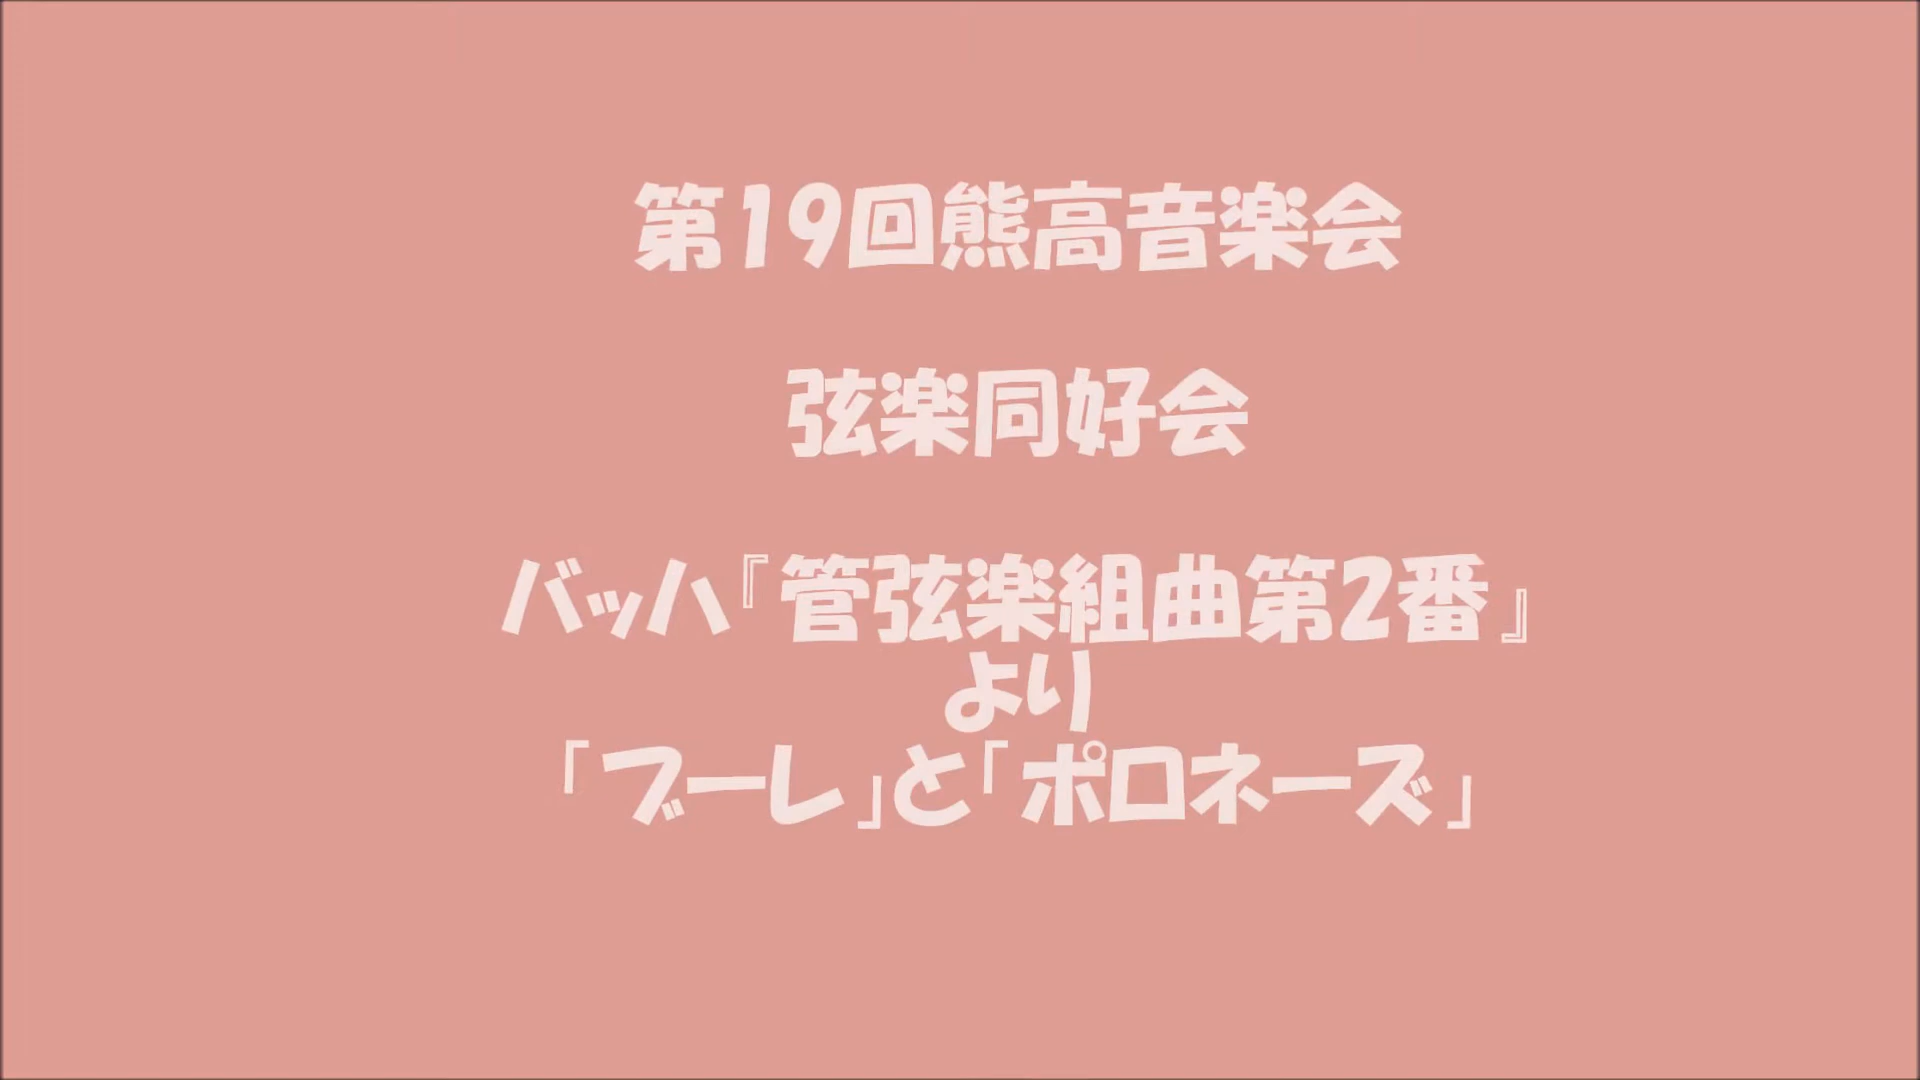 第19回熊高音楽会
弦楽同好会
バッハ『管弦楽組曲第2番』
より
「ブーレ」と「ポロネーズ」